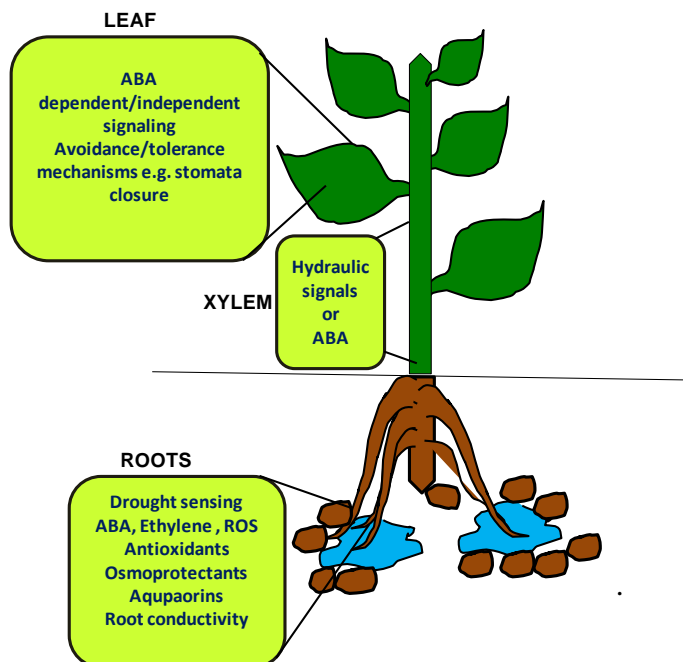 LEAF
ABA
dependent/independent
signaling
Avoidance/tolerance
mechanisms e.g. stomata
closure
Hydraulic
signals
or
ABA
XYLEM
ROOTS
Drought sensing
ABA, Ethylene , ROS
Antioxidants
Osmoprotectants
Aqupaorins
Root conductivity
.